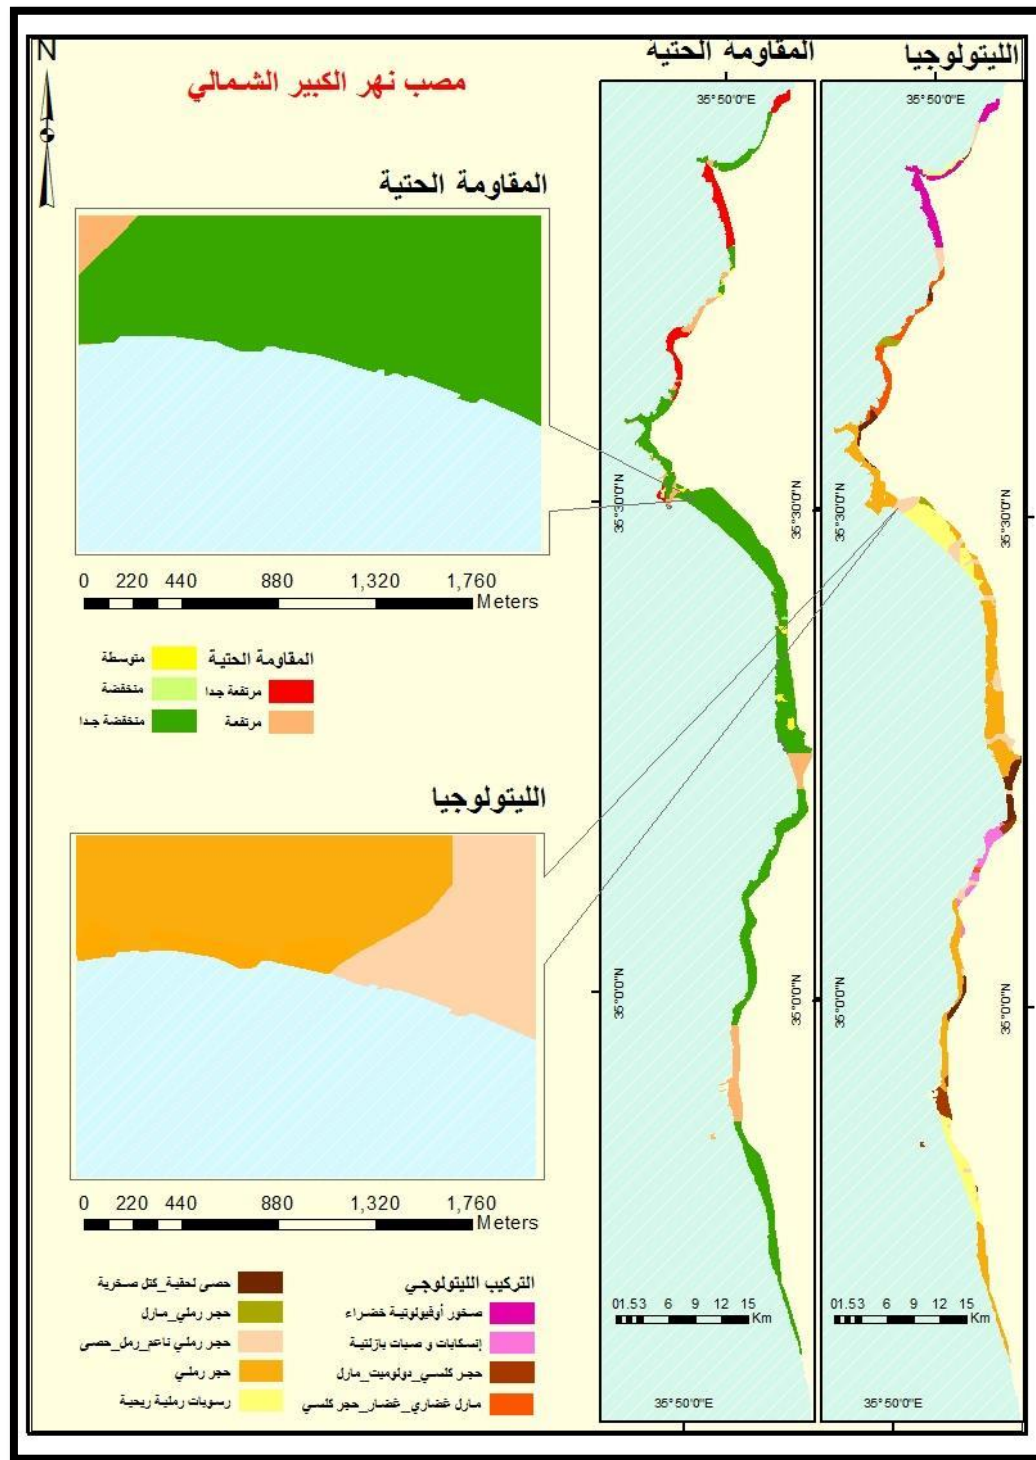 N
مصب نهر الكبير الشمالي
المقاومة الحتية
الليتولوجيا
المقاومة الحتية
0 220 440 880 1,320 1,760
Meters
المقاومة الحتية
مرتفعة جدا
مرتفعة
متوسطة
منخفضة
منخفضة جدا
الليتولوجيا
0 220 440 880 1,320 1,760
Meters
التركيب الليتولوجي
صخور أوفيولوتية خضراء
إنسكابات و صبات بازلتية
حجر كلسي_دولوميت_مارل
مارل غضاري_غضار_حجر كلسي
حصى لحقية_كتل صخرية
حجر رملي_مارل
حجر رملي ناعم_رمل_حصى
حجر رملي
رسوبات رملية ريحية
35°50'0"E
35°50'0"E
35°30'0"N
35°30'0"N
35°30'0"N
35°30'0"N
35°0'0"N
35°0'0"N
35°0'0"N
35°0'0"N
01.53 6 9 12 15
Km
01.53 6 9 12 15
Km
35°50'0"E
35°50'0"E